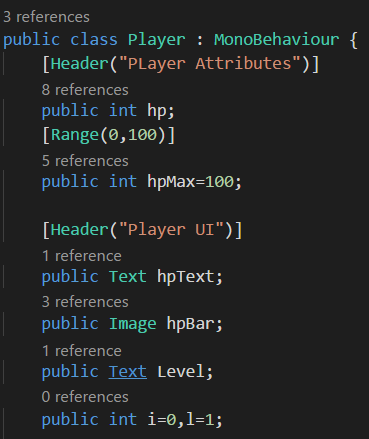 3 references
public class Player : MonoBehaviour {
[Header("PLayer Attributes")]
8 references
public int hp;
[Range(0,100)]
5 references
public int hpMax=100;
[Header("Player UI")]
1 reference
public Text hpText;
3 references
public Image hpBar;
1 reference
public Text Level;
0 references
public int i=0,l=1;